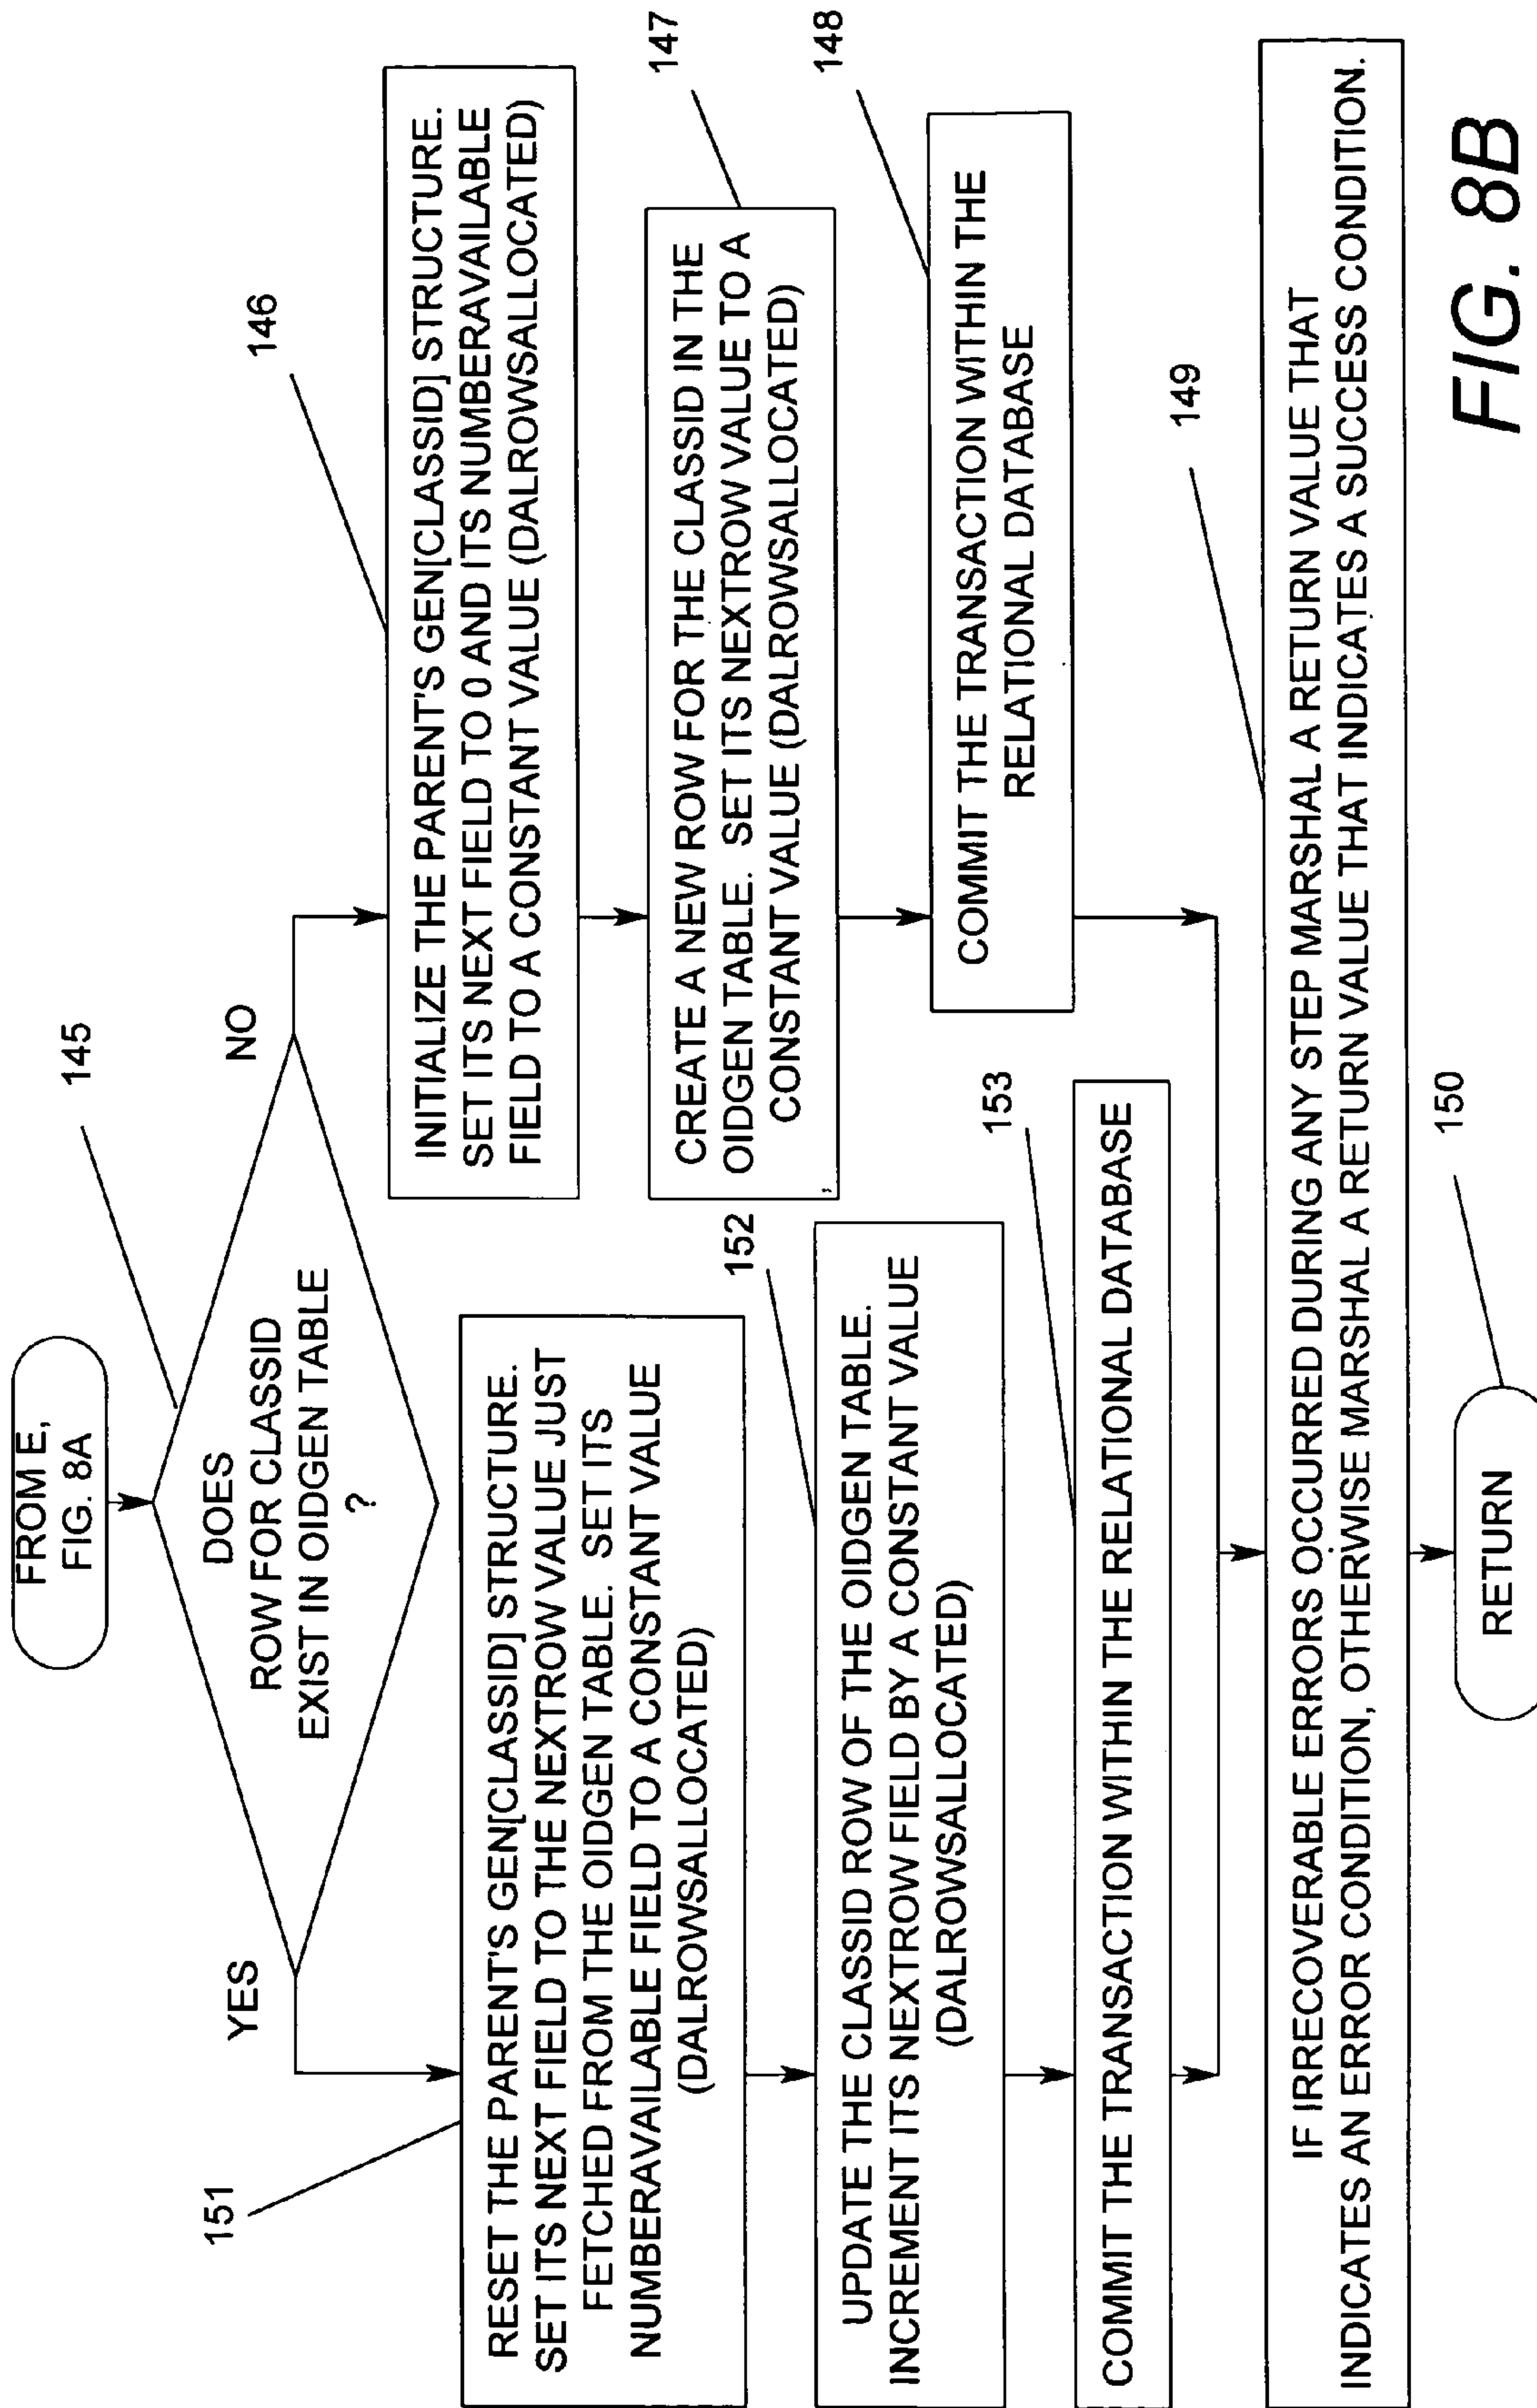 FROM E,
FIG. 8A
145
DOES
ROW FOR CLASSID
EXIST IN OIDGEN TABLE
?
YES
NO
151
RESET THE PARENT'S GEN[CLASSID] STRUCTURE.
SET ITS NEXT FIELD TO THE NEXTROW VALUE JUST
FETCHED FROM THE OIDGEN TABLE. SET ITS
NUMBERAVAILABLE FIELD TO A CONSTANT VALUE
(DALROWSALLOCATED)
152
UPDATE THE CLASSID ROW OF THE OIDGEN TABLE.
INCREMENT ITS NEXTROW FIELD BY A CONSTANT VALUE
(DALROWSALLOCATED)
153
COMMIT THE TRANSACTION WITHIN THE RELATIONAL DATABASE
146
INITIALIZE THE PARENT'S GEN[CLASSID] STRUCTURE.
SET ITS NEXT FIELD TO 0 AND ITS NUMBERAVAILABLE
FIELD TO A CONSTANT VALUE (DALROWSALLOCATED)
147
CREATE A NEW ROW FOR THE CLASSID IN THE
OIDGEN TABLE. SET ITS NEXTROW VALUE TO A
CONSTANT VALUE (DALROWSALLOCATED)
148
COMMIT THE TRANSACTION WITHIN THE
RELATIONAL DATABASE
149
IF IRRECOVERABLE ERRORS OCCURRED DURING ANY STEP MARSHAL A RETURN VALUE THAT
INDICATES AN ERROR CONDITION, OTHERWISE MARSHAL A RETURN VALUE THAT INDICATES A SUCCESS CONDITION.
150
RETURN
FIG. 8B